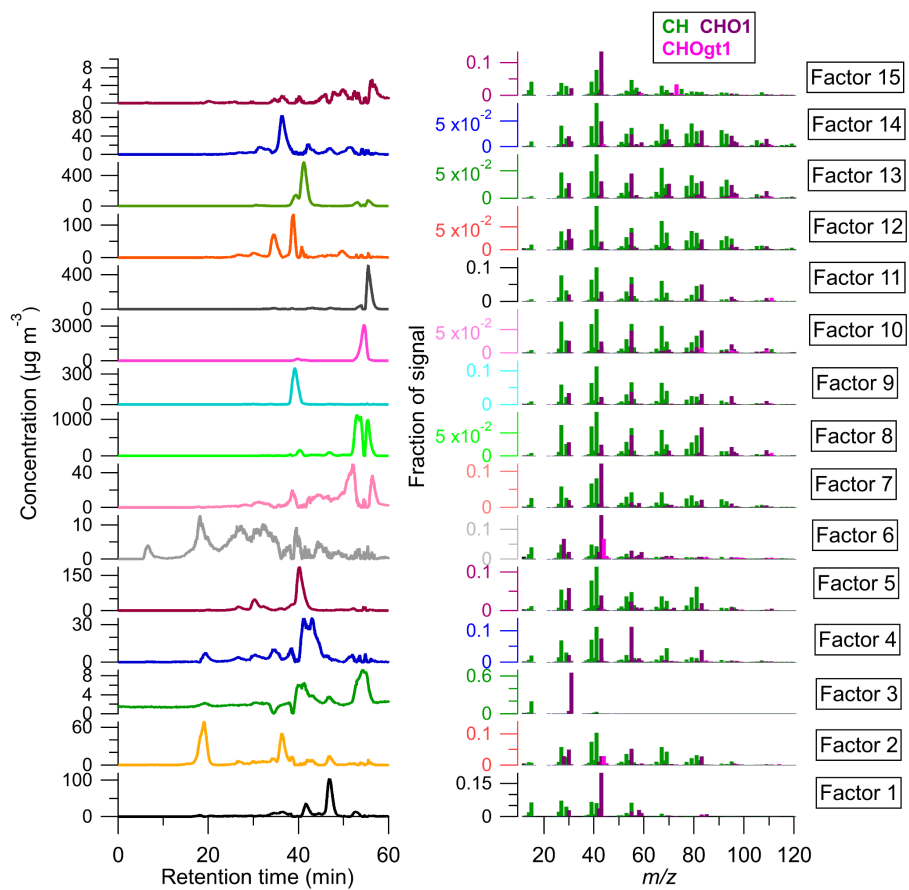 CH CHO1
CHOgt1
8
4
0
0.1
0
Factor 15
80
40
0
5 x10-2
0
Factor 14
400
0
5 x10-2
0
Factor 13
100
0
5 x10-2
0
Factor 12
400
0
0.1
0
Factor 11
3000
0
5 x10-2
0
Factor 10
300
0
0.1
0
Factor 9
1000
0
5 x10-2
0
Factor 8
40
0
0.1
0
Factor 7
10
0
0.1
0
Factor 6
150
0
0.1
0
Factor 5
30
0
0.1
0
Factor 4
8
4
0
0.6
0
Factor 3
60
0
0.1
0
Factor 2
100
0
0.15
0
Factor 1
Concentration (µg m-3)
Fraction of signal
0 20 40 60
20 40 60 80 100 120
Retention time (min)
m/z